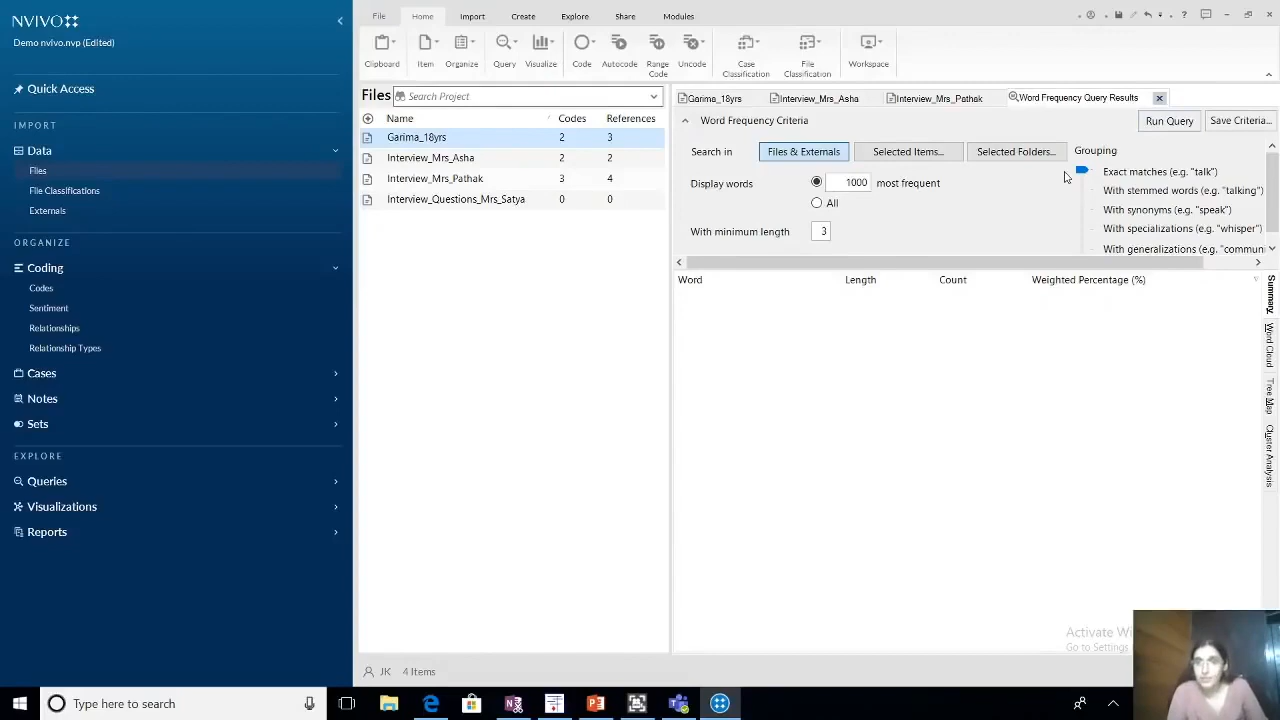 NVIVO
Demo nvivo.nvp (Edited)
Quick Access
IMPORT
Data
Files
File Classifications
Externals
ORGANIZE
Coding
Codes
Sentiment
Relationships
Relationship Types
Cases
Notes
Sets
EXPLORE
Queries
Visualizations
Reports
File Home Import Create Explore Share Modules
Clipboard Item Organize Query Visualize Code Autocode Range Code Uncode Case Classification File Classification Workspace
Files Search Project
Name Codes References
Garima_18yrs 2 3
Interview_Mrs_Asha 2 2
Interview_Mrs_Pathak 3 4
Interview_Questions_Mrs_Satya 0 0
JK 4 Items
Garima_18yrs Interview_Mrs_Asha Interview_Mrs_Pathak Word Frequency Query Results
Word Frequency Criteria Run Query Save Criteria...
Search in Files & Externals Selected Items... Selected Folders... Grouping
Exact matches (e.g. "talk")
Display words 1000 most frequent
With stemmed words (e.g. "talking")
All
With synonyms (e.g. "speak")
With minimum length 3
With specializations (e.g. "whisper")
With generalizations (e.g. "communi
Word Length Count Weighted Percentage (%)
Summary
Word Cloud
Tree Map
Cluster Analysis
Activate Wi
Go to Settings
Type here to search